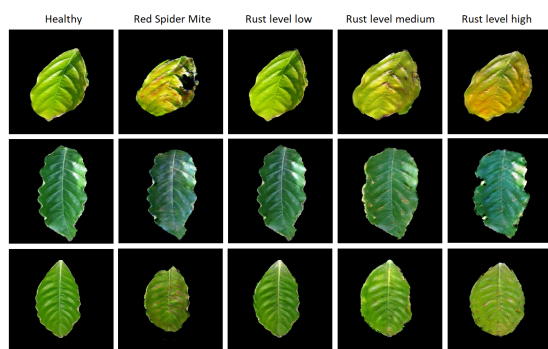 Healthy
Red Spider Mite
Rust level low
Rust level medium
Rust level high